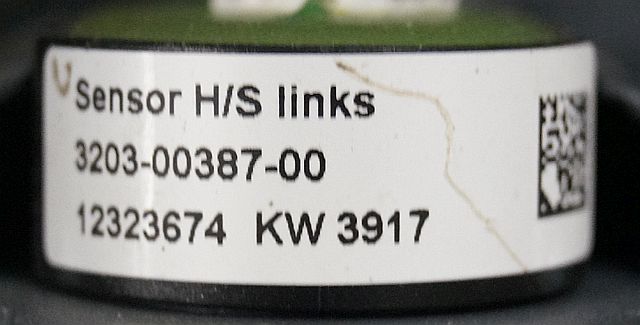 Sensor H/S links
3203-00387-00
12323674 KW 3917